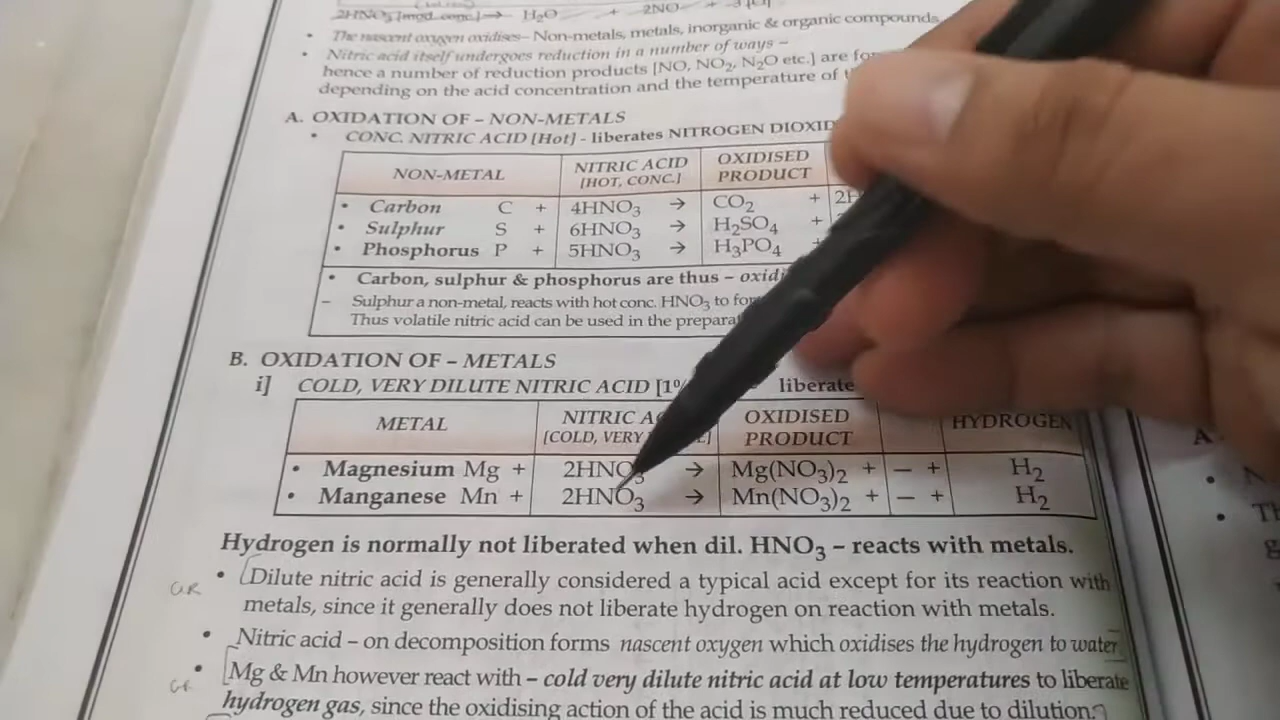 2HNO3 [mod. conc.] → H2O + 2NO +
• The nascent oxygen oxidises– Non-metals, metals, inorganic & organic compounds
• Nitric acid itself undergoes reduction in a number of ways –
hence a number of reduction products [NO, NO2, N2O etc.] are
depending on the acid concentration and the temperature of
A. OXIDATION OF – NON-METALS
• CONC. NITRIC ACID [Hot] - liberates NITROGEN
NON-METAL NITRIC ACID [HOT, CONC.] OXIDISED PRODUCT
• Carbon C + 4HNO3 → CO2 +
• Sulphur S + 6HNO3 → H2SO4 +
• Phosphorus P + 5HNO3 → H3PO4 +
• Carbon, sulphur & phosphorus are thus –
– Sulphur a non-metal, reacts with hot conc. HNO3 to
Thus volatile nitric acid can be used in the
B. OXIDATION OF – METALS
i] COLD, VERY DILUTE NITRIC ACID [1% liberate
METAL NITRIC [COLD, VERY OXIDISED PRODUCT HYDROGEN
• Magnesium Mg + 2HNO3 → Mg(NO3)2 + – + H2
• Manganese Mn + 2HNO3 → Mn(NO3)2 + – + H2
Hydrogen is normally not liberated when dil. HNO3 – reacts with metals.
• Dilute nitric acid is generally considered a typical acid except for its reaction with
metals, since it generally does not liberate hydrogen on reaction with metals.
• Nitric acid – on decomposition forms nascent oxygen which oxidises the hydrogen to water
• Mg & Mn however react with – cold very dilute nitric acid at low temperatures to liberate
hydrogen gas, since the oxidising action of the acid is much reduced due to dilution.